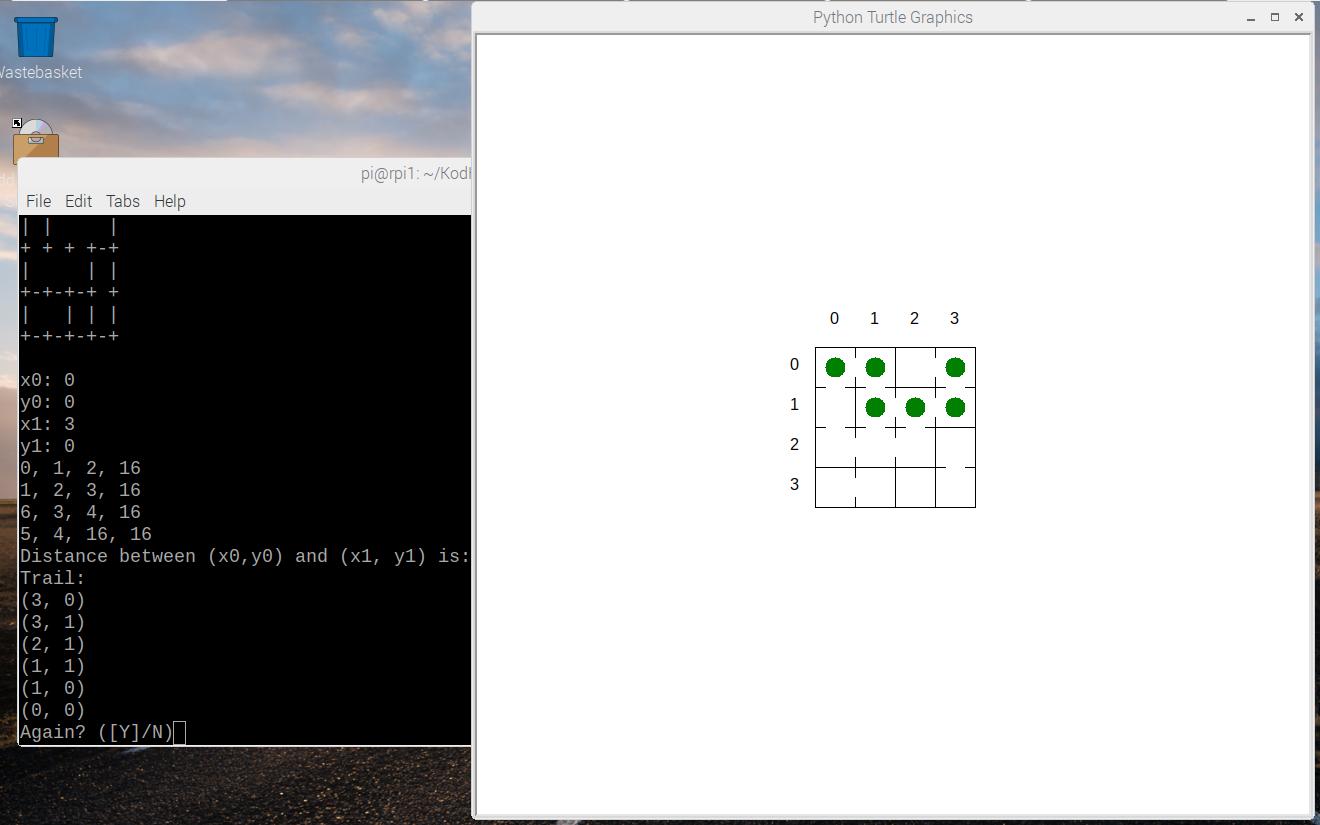 Wastebasket
pi@rpi1: ~/Kod
File Edit Tabs Help
| |     |
+ + + +-+
|     | |
+-+-+-+ +
|   | | |
+-+-+-+-+
x0: 0
y0: 0
x1: 3
y1: 0
0, 1, 2, 16
1, 2, 3, 16
6, 3, 4, 16
5, 4, 16, 16
Distance between (x0,y0) and (x1, y1) is:
Trail:
(3, 0)
(3, 1)
(2, 1)
(1, 1)
(1, 0)
(0, 0)
Again? ([Y]/N)
Python Turtle Graphics
0 1 2 3
0
1
2
3